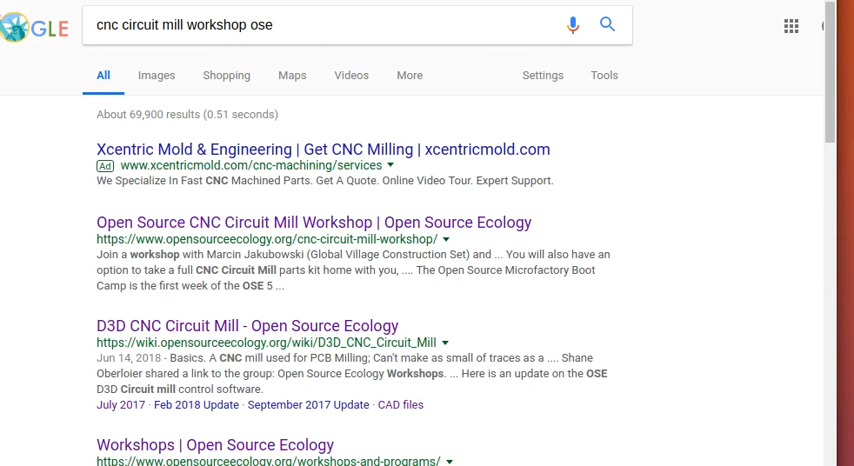 GLE
cnc circuit mill workshop ose
All Images Shopping Maps Videos More Settings Tools
About 69,900 results (0.51 seconds)
Xcentric Mold & Engineering | Get CNC Milling | xcentricmold.com
Ad www.xcentricmold.com/cnc-machining/services
We Specialize In Fast CNC Machined Parts. Get A Quote. Online Video Tour. Expert Support.
Open Source CNC Circuit Mill Workshop | Open Source Ecology
https://www.opensourceecology.org/cnc-circuit-mill-workshop/
Join a workshop with Marcin Jakubowski (Global Village Construction Set) and ... You will also have an
option to take a full CNC Circuit Mill parts kit home with you, .... The Open Source Microfactory Boot
Camp is the first week of the OSE 5 ...
D3D CNC Circuit Mill - Open Source Ecology
https://wiki.opensourceecology.org/wiki/D3D_CNC_Circuit_Mill
Jun 14, 2018 - Basics. A CNC mill used for PCB Milling; Can't make as small of traces as a .... Shane
Oberloier shared a link to the group: Open Source Ecology Workshops. ... Here is an update on the OSE
D3D Circuit mill control software.
July 2017 · Feb 2018 Update · September 2017 Update · CAD files
Workshops | Open Source Ecology
https://www.opensourceecology.org/workshops-and-programs/